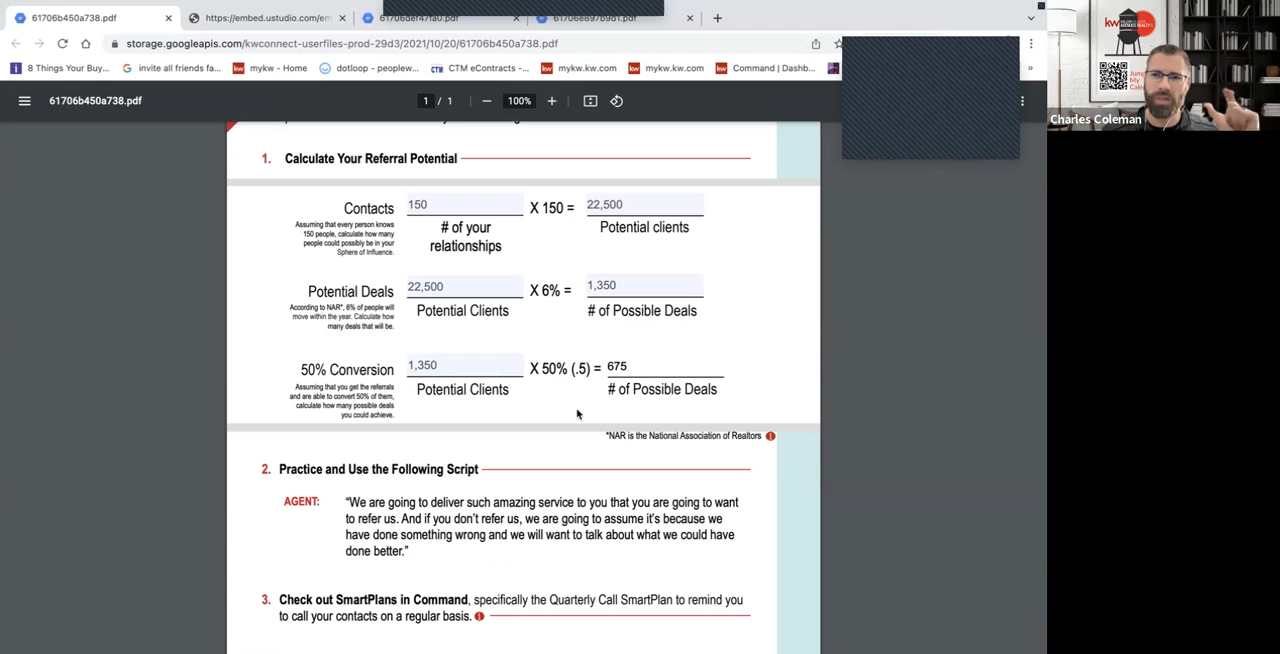 61706b450a738.pdf
https://embed.ustudio.com/em
61706def47fa0.pdf
61706e897b9d1.pdf
storage.googleapis.com/kwconnect-userfiles-prod-29d3/2021/10/20/61706b450a738.pdf
8 Things Your Buy...
invite all friends fa...
kw mykw - Home
dotloop - peoplew...
CTM CTM eContracts -...
kw mykw.kw.com
kw mykw.kw.com
kw Command | Dashb...
61706b450a738.pdf
1 / 1
100%
kw
Charles Coleman
1. Calculate Your Referral Potential
Contacts
Assuming that every person knows
150 people, calculate how many
people could possibly be in your
Sphere of Influence.
150
# of your
relationships
X 150 =
22,500
Potential clients
Potential Deals
According to NAR*, 6% of people will
move within the year. Calculate how
many deals that will be.
22,500
Potential Clients
X 6% =
1,350
# of Possible Deals
50% Conversion
Assuming that you get the referrals
and are able to convert 50% of them,
calculate how many possible deals
you could achieve.
1,350
Potential Clients
X 50% (.5) =
675
# of Possible Deals
*NAR is the National Association of Realtors
2. Practice and Use the Following Script
AGENT:
“We are going to deliver such amazing service to you that you are going to want
to refer us. And if you don’t refer us, we are going to assume it’s because we
have done something wrong and we will want to talk about what we could have
done better.”
3. Check out SmartPlans in Command, specifically the Quarterly Call SmartPlan to remind you
to call your contacts on a regular basis.